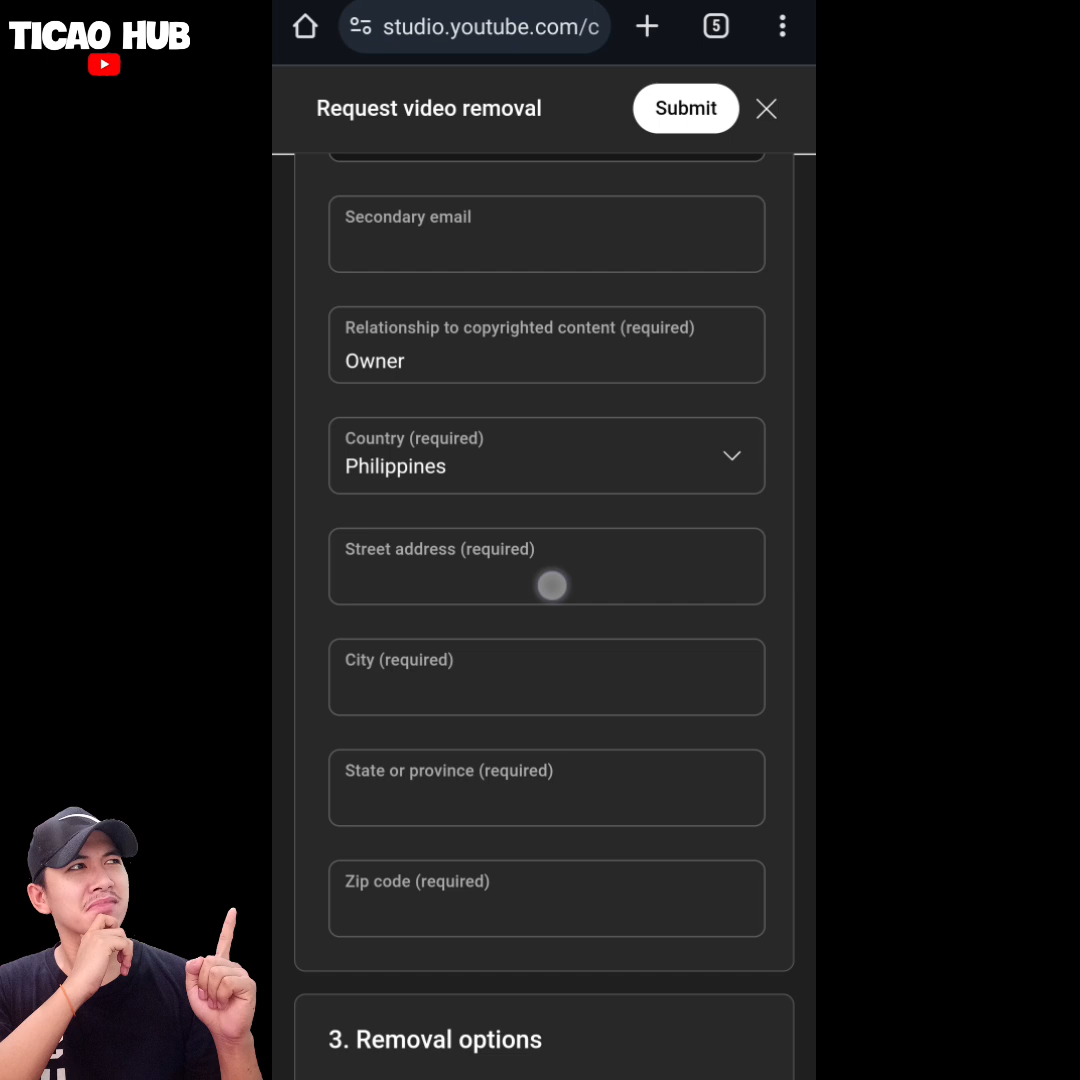 TICAO HUB
studio.youtube.com/c
5
Request video removal
Submit
Secondary email
Relationship to copyrighted content (required)
Owner
Country (required)
Philippines
Street address (required)
City (required)
State or province (required)
Zip code (required)
3. Removal options